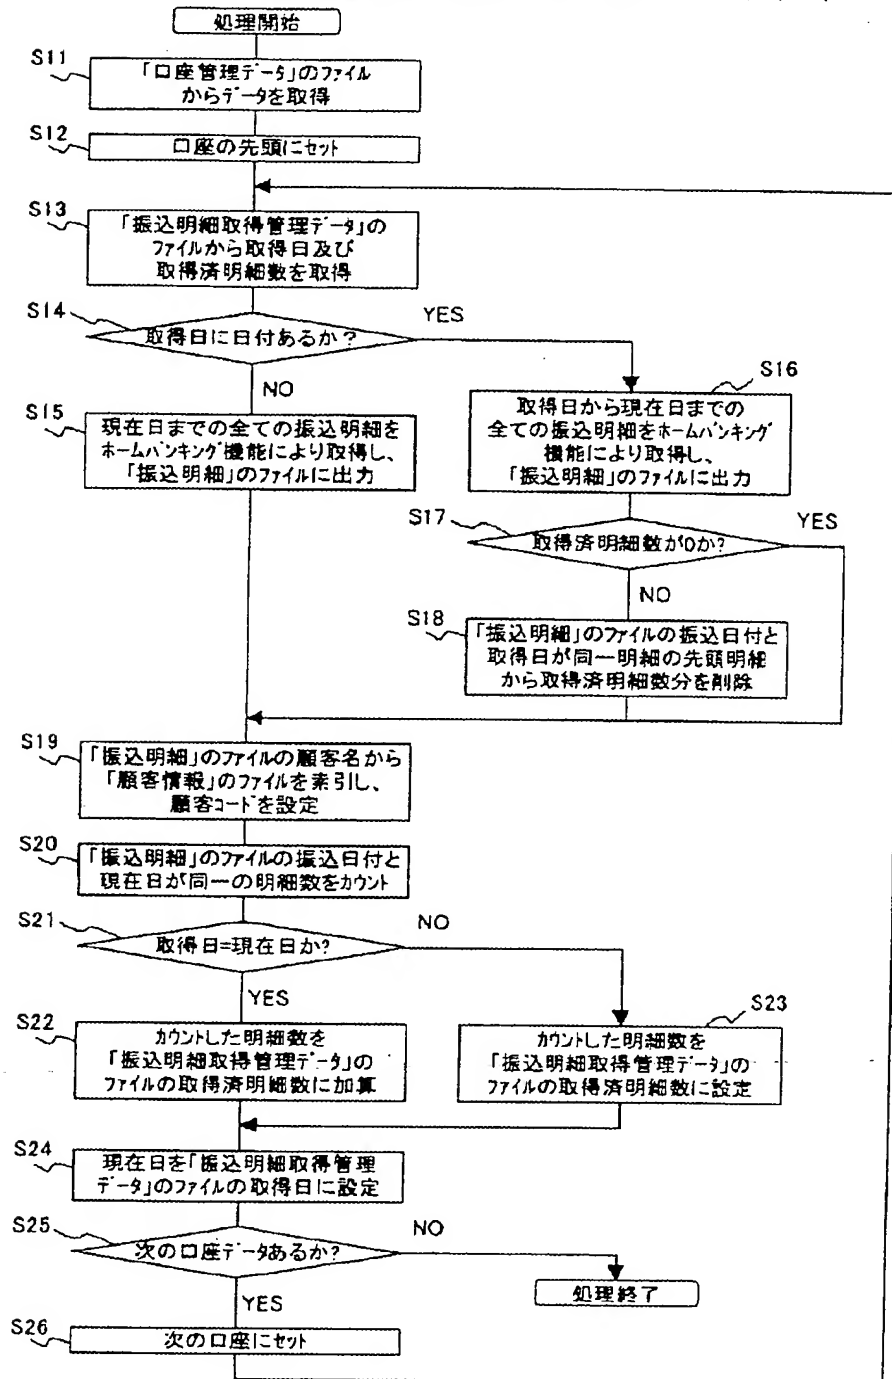 処理開始
S11
「口座管理データ」のファイル
からデータを取得
S12
口座の先頭にセット
S13
「振込明細取得管理データ」の
ファイルから取得日及び
取得済明細数を取得
S14
取得日に日付あるか?
YES
NO
S15
現在日までの全ての振込明細を
ホームバンキング機能により取得し、
「振込明細」のファイルに出力
S16
取得日から現在日までの
全ての振込明細をホームバンキング
機能により取得し、
「振込明細」のファイルに出力
S17
取得済明細数が0か?
YES
NO
S18
「振込明細」のファイルの振込日付と
取得日が同一明細の先頭明細
から取得済明細数分を削除
S19
「振込明細」のファイルの顧客名から
「顧客情報」のファイルを索引し、
顧客コードを設定
S20
「振込明細」のファイルの振込日付と
現在日が同一の明細数をカウント
S21
取得日=現在日か?
NO
YES
S22
カウントした明細数を
「振込明細取得管理データ」の
ファイルの取得済明細数に加算
S23
カウントした明細数を
「振込明細取得管理データ」の
ファイルの取得済明細数に設定
S24
現在日を「振込明細取得管理
データ」のファイルの取得日に設定
S25
次の口座データあるか?
NO
YES
処理終了
S26
次の口座にセット